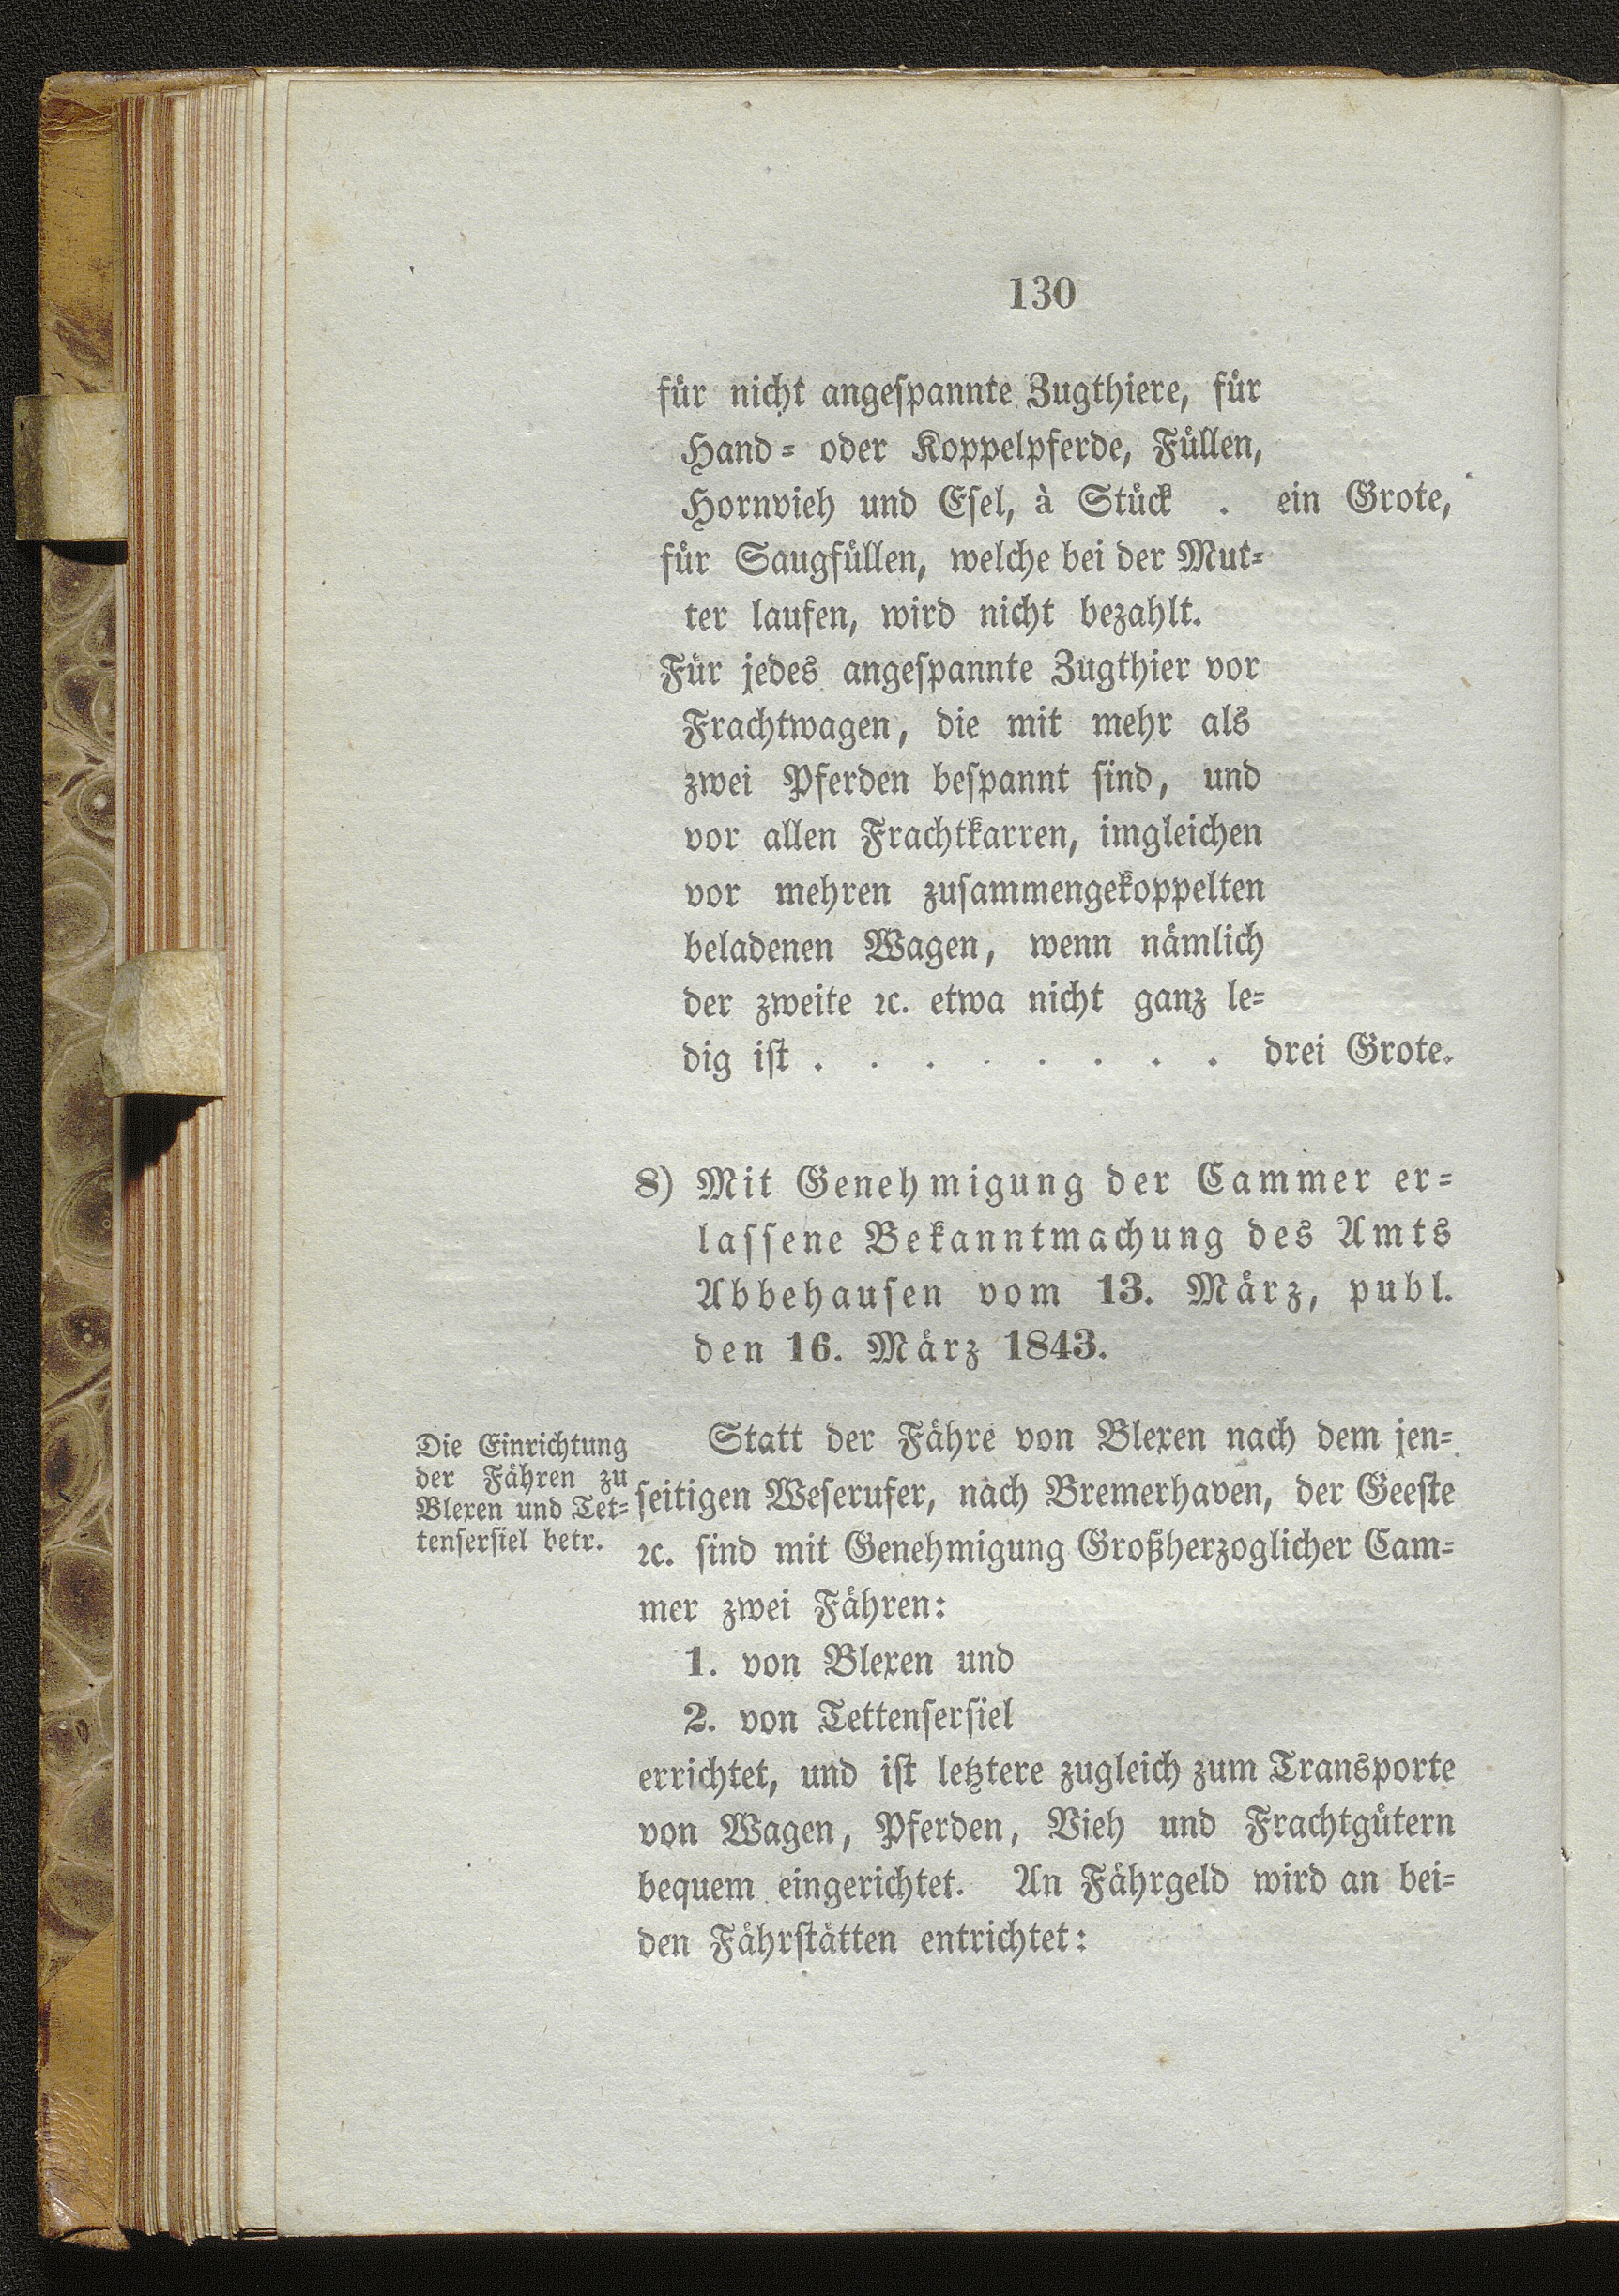 130
für nicht angespannte Zugthiere, für
Hand= oder Koppelpferde, Füllen,
Hornvieh und Esel, à Stück . ein Grote,
für Saugfüllen, welche bei der Mut=
ter laufen, wird nicht bezahlt.
Für jedes angespannte Zugthier vor
Frachtwagen, die mit mehr als
zwei Pferden bespannt sind, und
vor allen Frachtkarren, imgleichen
vor mehren zusammengekoppelten
beladenen Wagen, wenn nämlich
der zweite ꝛc. etwa nicht ganz le=
dig ist . . . . . . . . drei Grote.
8) Mit Genehmigung der Cammer er=
lassene Bekanntmachung des Amts
Abbehausen vom 13. März, publ.
den 16. März 1843.
Die Einrichtung
der Fähren zu
Blexen und Tet=
tensersiel betr.
Statt der Fähre von Blexen nach dem jen=
seitigen Weserufer, nach Bremerhaven, der Geeste
ꝛc. sind mit Genehmigung Großherzoglicher Cam=
mer zwei Fähren:
1. von Blexen und
2. von Tettensersiel
errichtet, und ist letztere zugleich zum Transporte
von Wagen, Pferden, Vieh und Frachtgütern
bequem eingerichtet. An Fährgeld wird an bei=
den Fährstätten entrichtet: